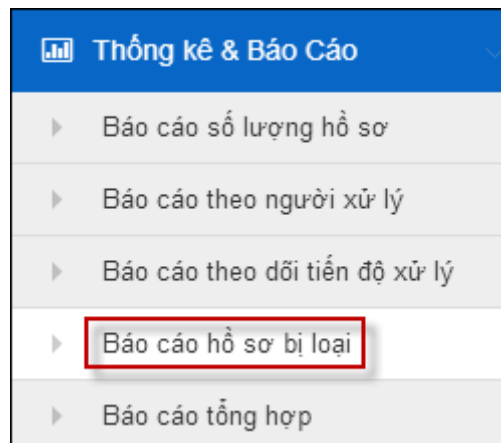 Thống kê & Báo Cáo
Báo cáo số lượng hồ sơ
Báo cáo theo người xử lý
Báo cáo theo dõi tiến độ xử lý
Báo cáo hồ sơ bị loại
Báo cáo tổng hợp